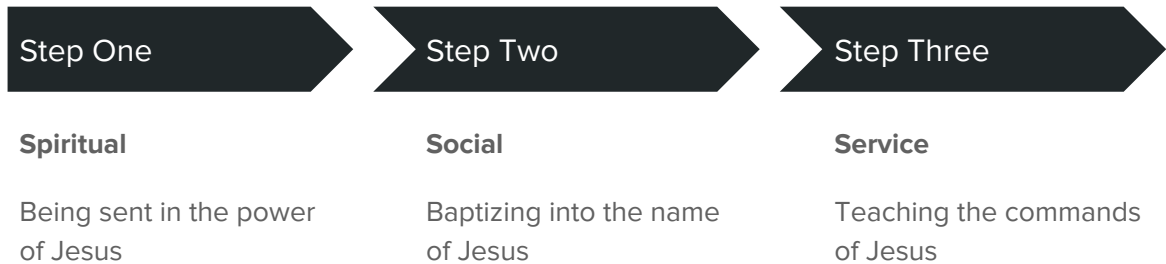 Step One
Step Two
Step Three
Spiritual
Being sent in the power
of Jesus
Social
Baptizing into the name
of Jesus
Service
Teaching the commands
of Jesus